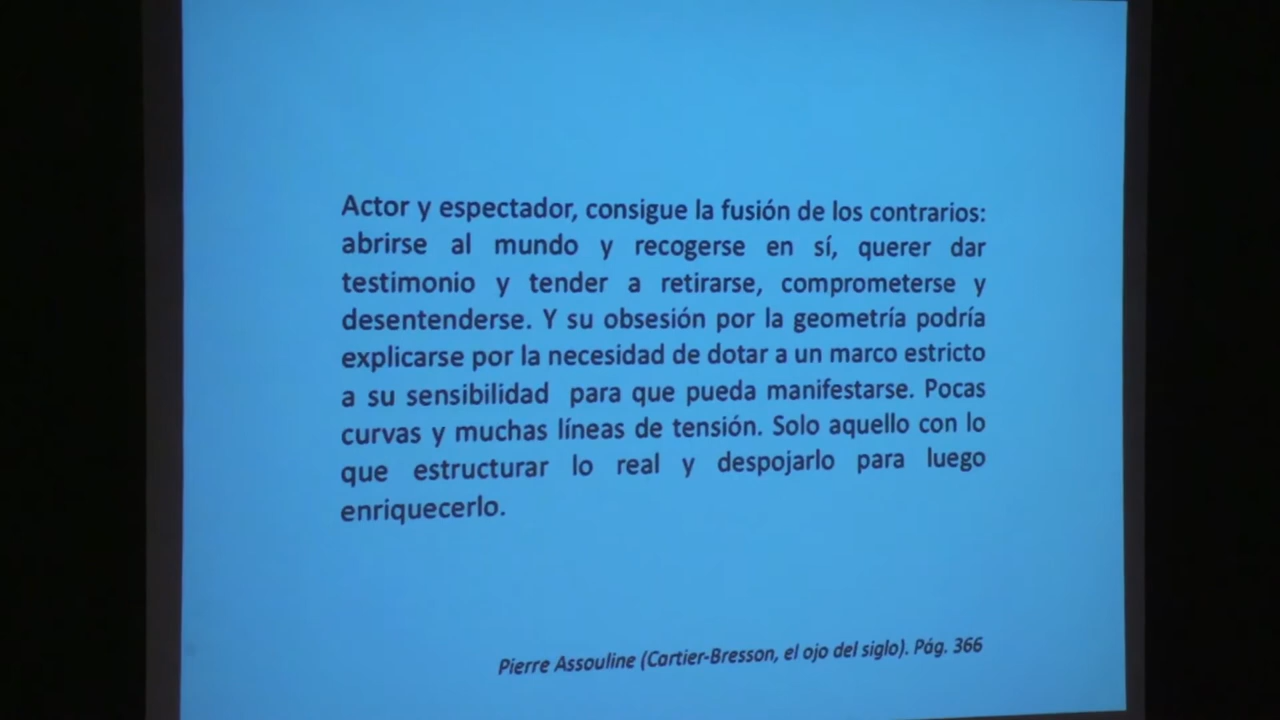 Actor y espectador, consigue la fusión de los contrarios:
abrirse al mundo y recogerse en sí, querer dar
testimonio y tender a retirarse, comprometerse y
desentenderse. Y su obsesión por la geometría podría
explicarse por la necesidad de dotar a un marco estricto
a su sensibilidad para que pueda manifestarse. Pocas
curvas y muchas líneas de tensión. Solo aquello con lo
que estructurar lo real y despojarlo para luego
enriquecerlo.
Pierre Assouline (Cartier-Bresson, el ojo del siglo). Pág. 366